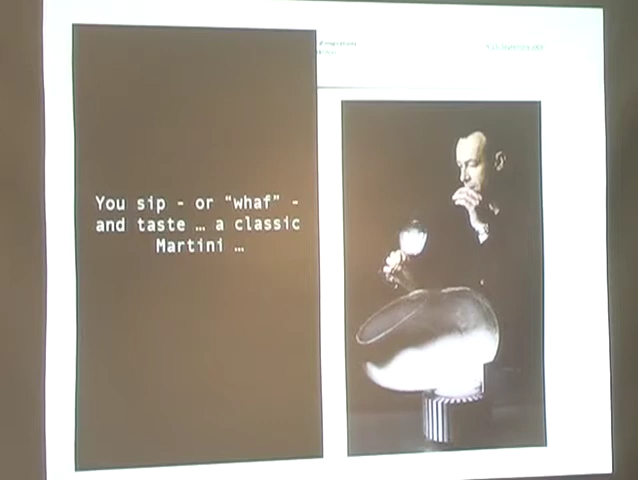 You sip - or “whaf” -
and taste … a classic
Martini …